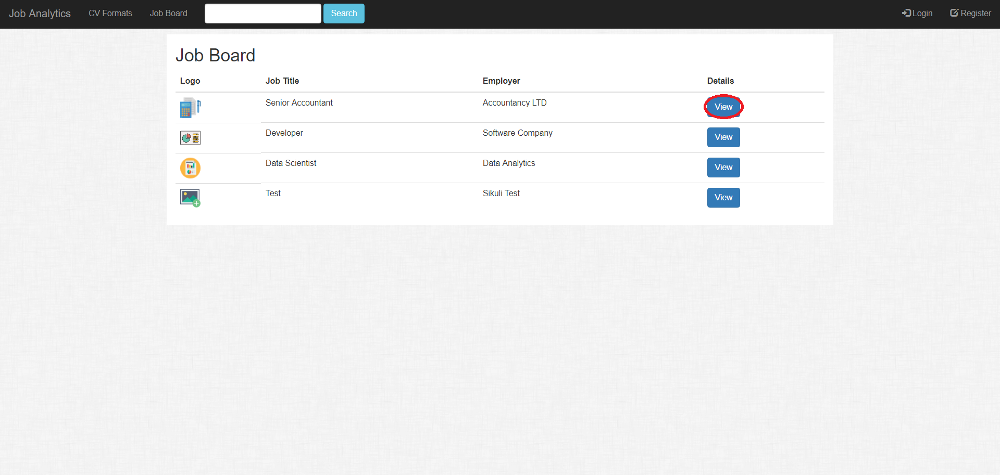 Job Analytics CV Formats Job Board Search Login Register
Job Board
Logo Job Title Employer Details
Senior Accountant Accountancy LTD View
Developer Software Company View
Data Scientist Data Analytics View
Test Sikuli Test View